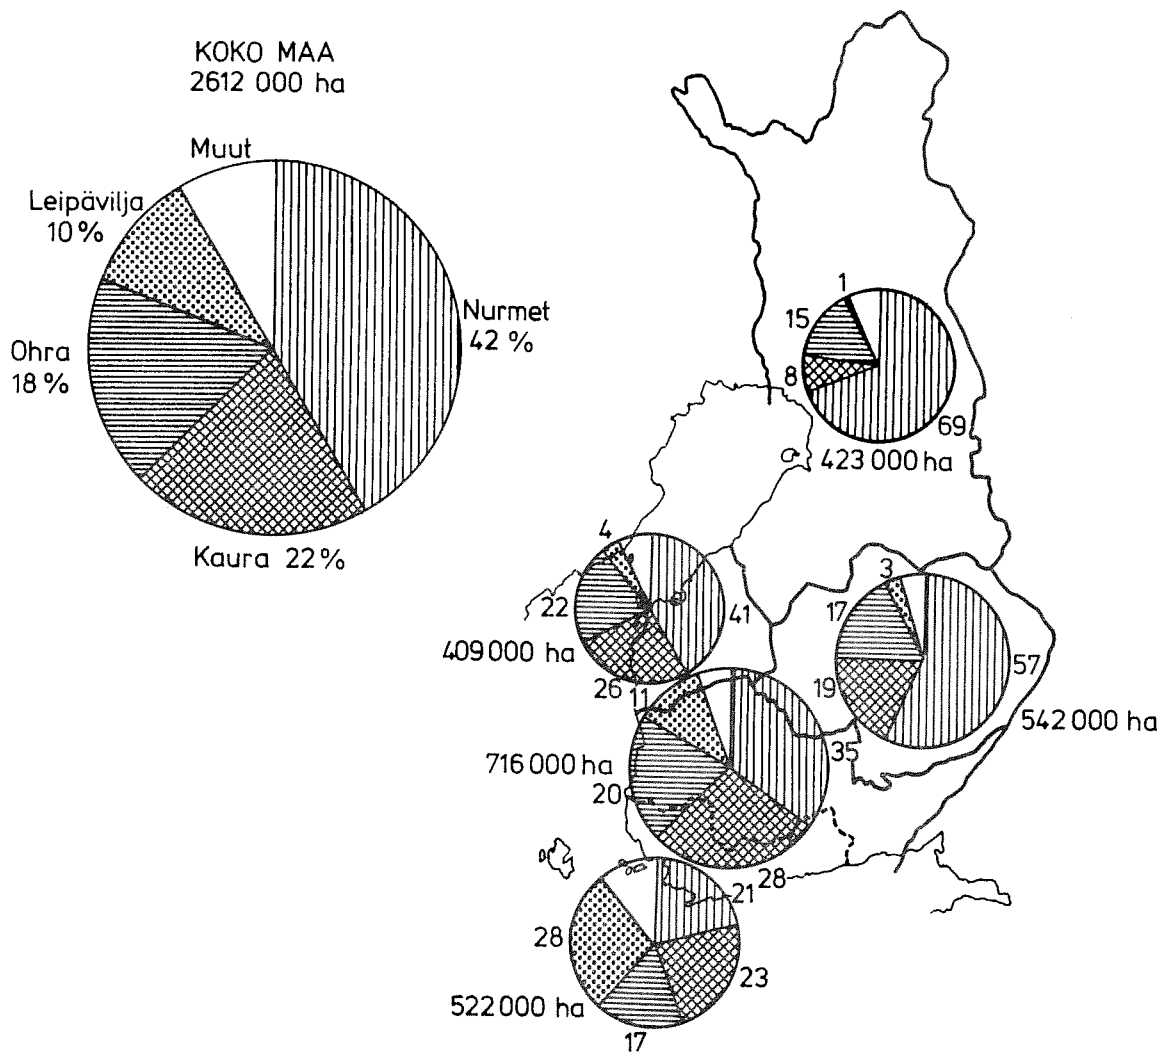 KOKO MAA
2612 000 ha
Muut
Leipävilja
10%
Nurmet
42 %
Ohra
18%
Kaura 22%
1
15
8
69
423 000 ha
4
22
41
409 000 ha
26
3
17
19
57
542 000 ha
11
35
716 000 ha
20
28
21
28
23
522 000 ha
17